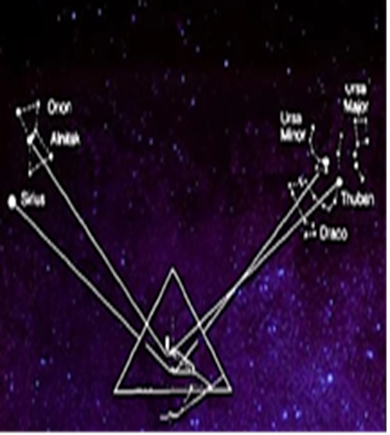 Orion
Alnitak
Sirius
Ursa
Major
Ursa
Minor
Thuban
Draco